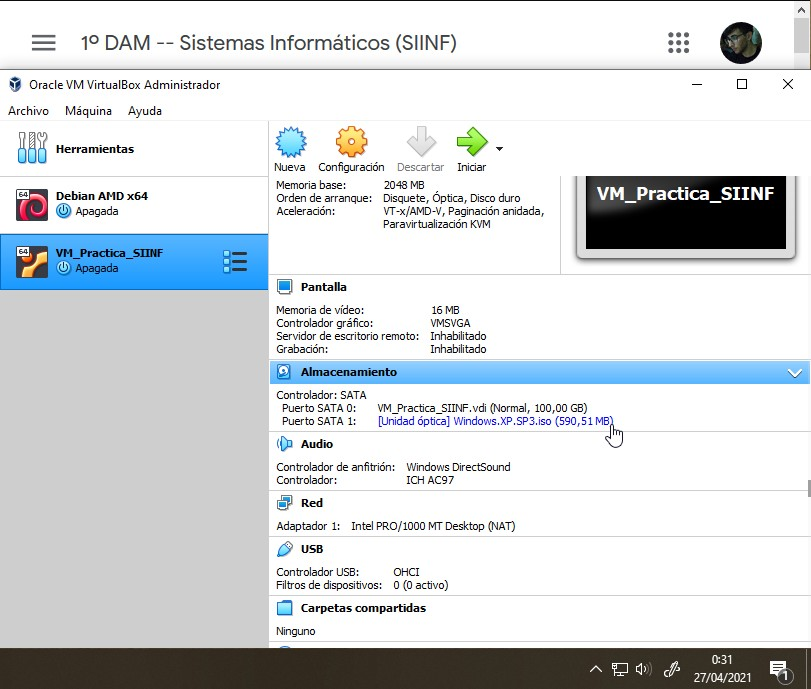 1º DAM -- Sistemas Informáticos (SIINF)
Oracle VM VirtualBox Administrador
Archivo Máquina Ayuda
Herramientas
Nueva Configuración Descartar Iniciar
64
Debian AMD x64
Apagada
64
VM_Practica_SIINF
Apagada
Memoria base: 2048 MB
Orden de arranque: Disquete, Óptica, Disco duro
Aceleración: VT-x/AMD-V, Paginación anidada,
Paravirtualización KVM
VM_Practica_SIINF
Pantalla
Memoria de vídeo: 16 MB
Controlador gráfico: VMSVGA
Servidor de escritorio remoto: Inhabilitado
Grabación: Inhabilitado
Almacenamiento
Controlador: SATA
Puerto SATA 0: VM_Practica_SIINF.vdi (Normal, 100,00 GB)
Puerto SATA 1: [Unidad óptica] Windows.XP.SP3.iso (590,51 MB)
Audio
Controlador de anfitrión: Windows DirectSound
Controlador: ICH AC97
Red
Adaptador 1: Intel PRO/1000 MT Desktop (NAT)
USB
Controlador USB: OHCI
Filtros de dispositivos: 0 (0 activo)
Carpetas compartidas
Ninguno
0:31
27/04/2021
1